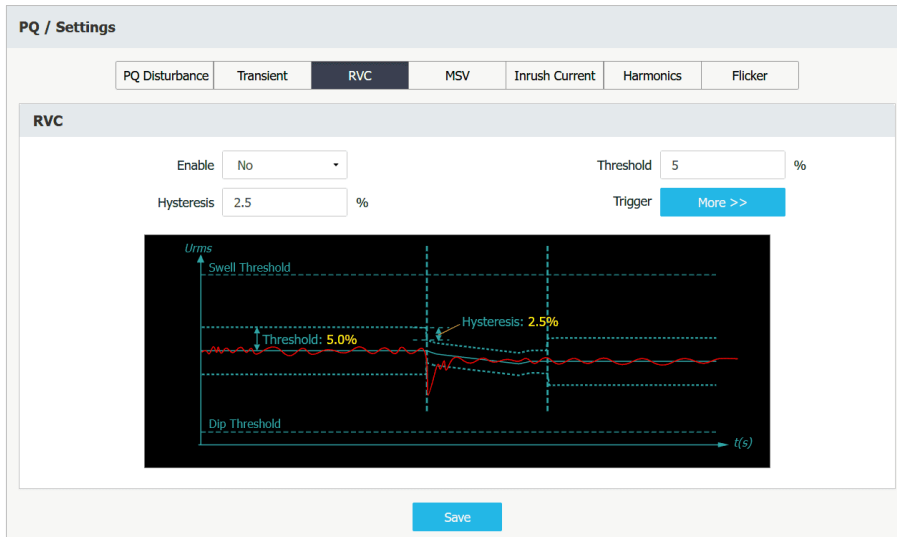 PQ / Settings
PQ Disturbance Transient RVC MSV Inrush Current Harmonics Flicker
RVC
Enable No Threshold 5 %
Hysteresis 2.5 % Trigger More >>
Urms
Swell Threshold
Hysteresis: 2.5%
Threshold: 5.0%
Dip Threshold
t(s)
Save